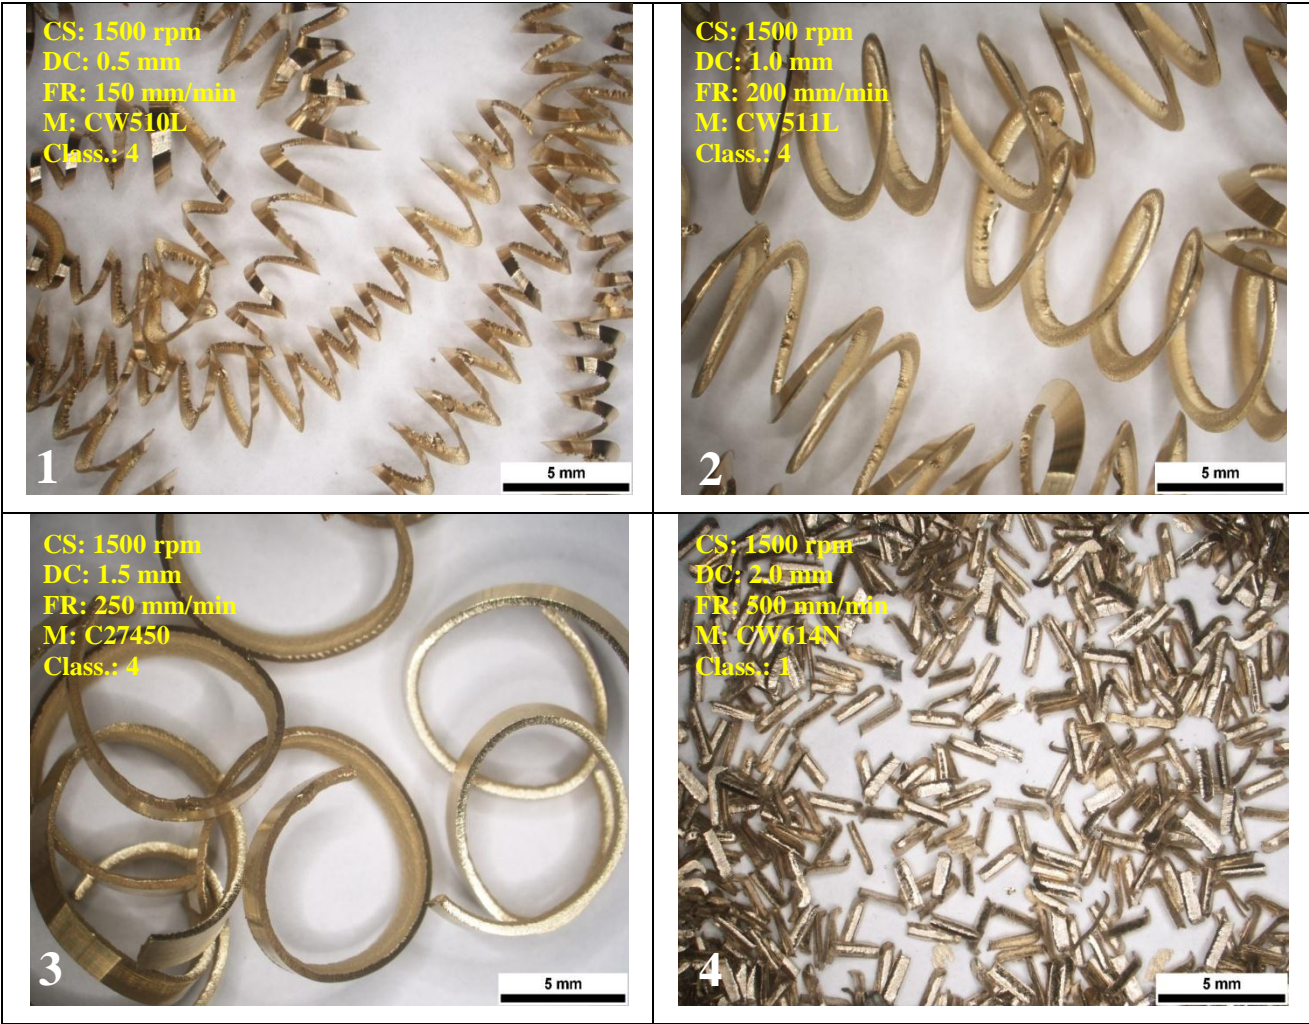 CS: 1500 rpm
DC: 0.5 mm
FR: 150 mm/min
M: CW510L
Class.: 4
1
5 mm
CS: 1500 rpm
DC: 1.0 mm
FR: 200 mm/min
M: CW511L
Class.: 4
2
5 mm
CS: 1500 rpm
DC: 1.5 mm
FR: 250 mm/min
M: C27450
Class.: 4
3
5 mm
CS: 1500 rpm
DC: 2.0 mm
FR: 500 mm/min
M: CW614N
Class.: 1
4
5 mm